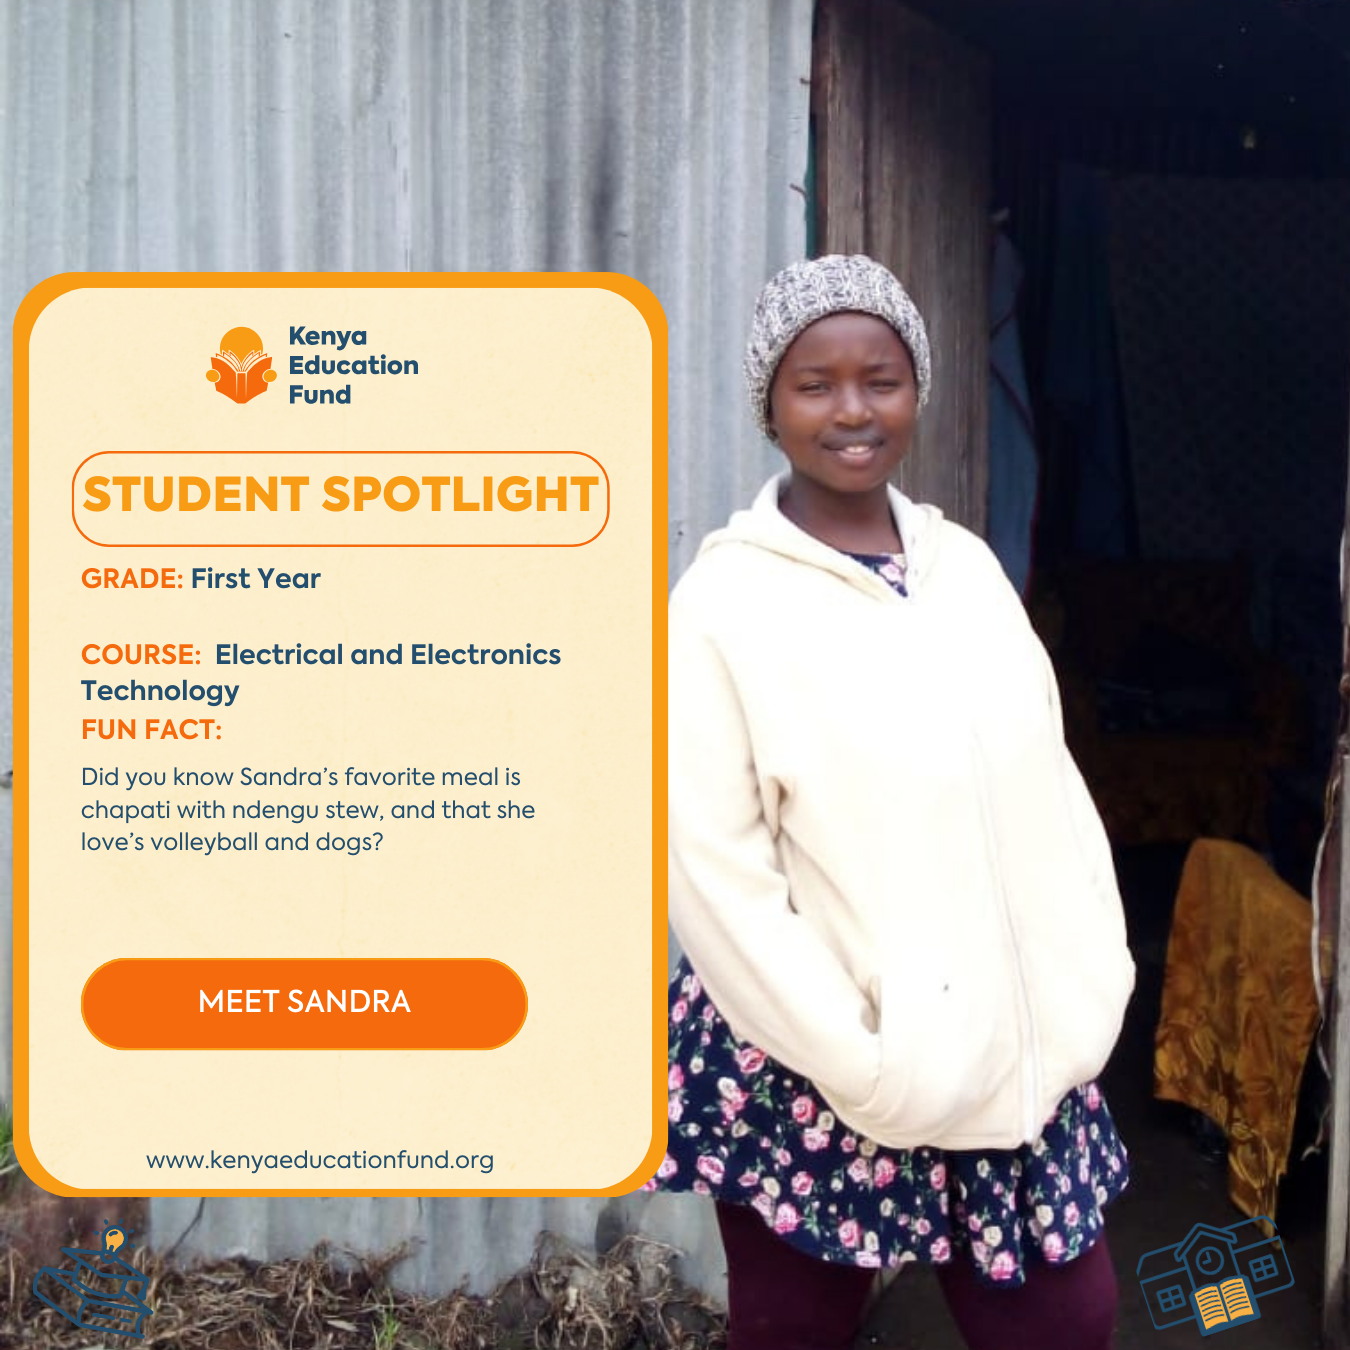 Kenya
Education
Fund
STUDENT SPOTLIGHT
GRADE: First Year
COURSE: Electrical and Electronics
Technology
FUN FACT:
Did you know Sandra’s favorite meal is
chapati with ndengu stew, and that she
love’s volleyball and dogs?
MEET SANDRA
www.kenyaeducationfund.org